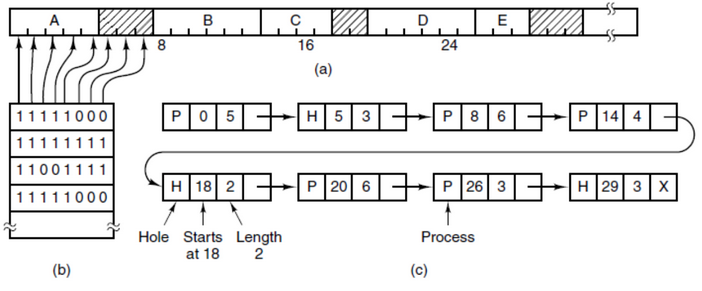 A B C D E
8 16 24
(a)
P 0 5 H 5 3 P 8 6 P 14 4
H 18 2 P 20 6 P 26 3 H 29 3 X
11111000
11111111
11001111
11111000
Hole Starts at 18 Length 2 Process
(b) (c)